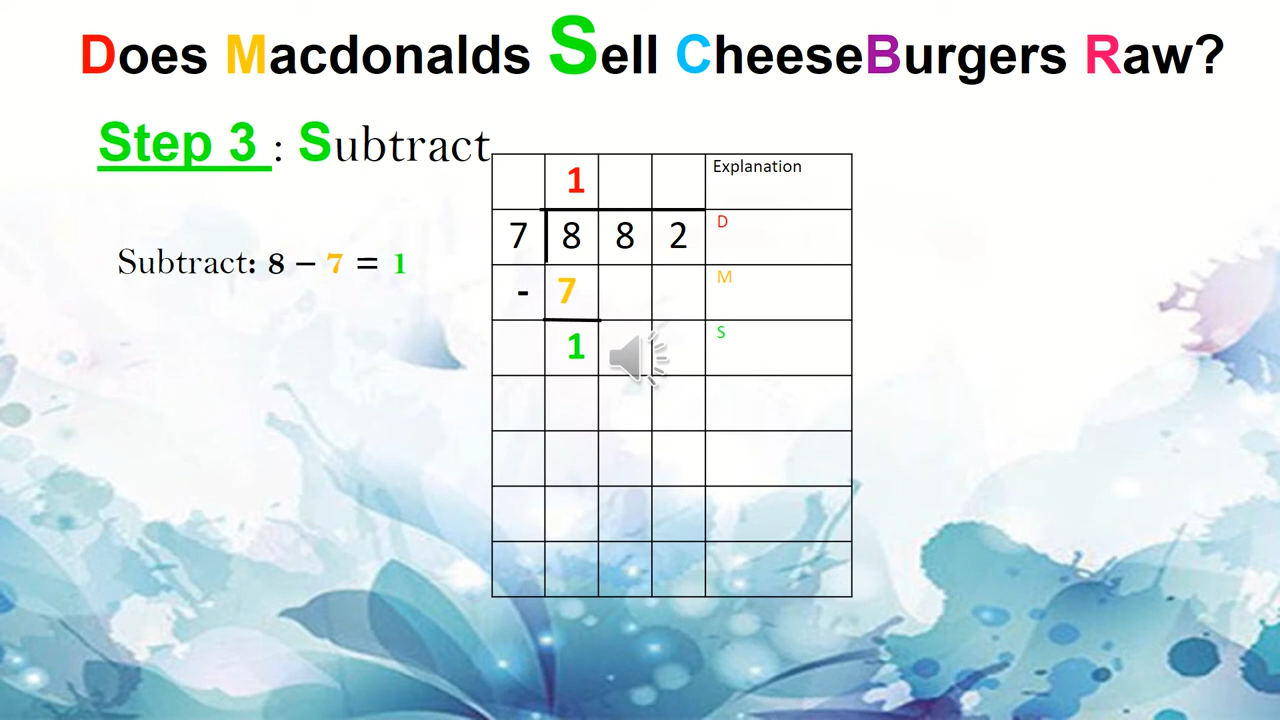 Does Macdonalds Sell CheeseBurgers Raw?
Step 3 : Subtract
Subtract: 8 – 7 = 1
1 Explanation
7 8 8 2 D
- 7 M
1 S